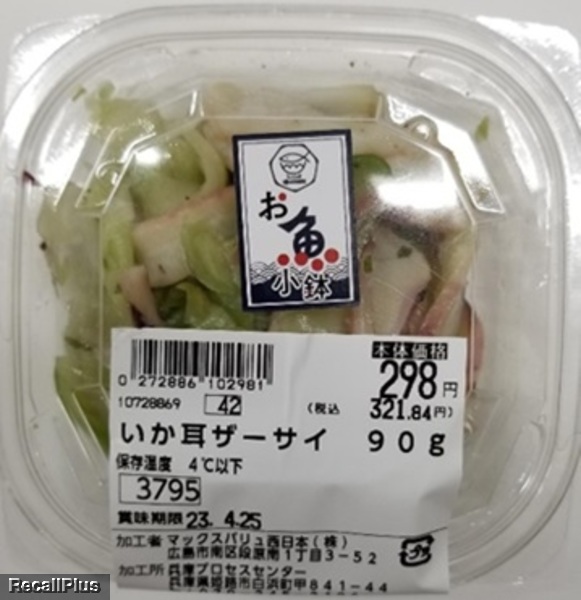 お
魚
小鉢
本体価格
0 272886 102981
298円
10728869 42 (税込 321.84円)
いか耳ザーサイ 90g
保存温度 4℃以下
3795
賞味期限23. 4.25
加工者 マックスバリュ西日本(株)
広島市南区段原南1丁目3-52
加工所 兵庫プロセスセンター
兵庫県姫路市白浜町甲841-44
RecallPlus